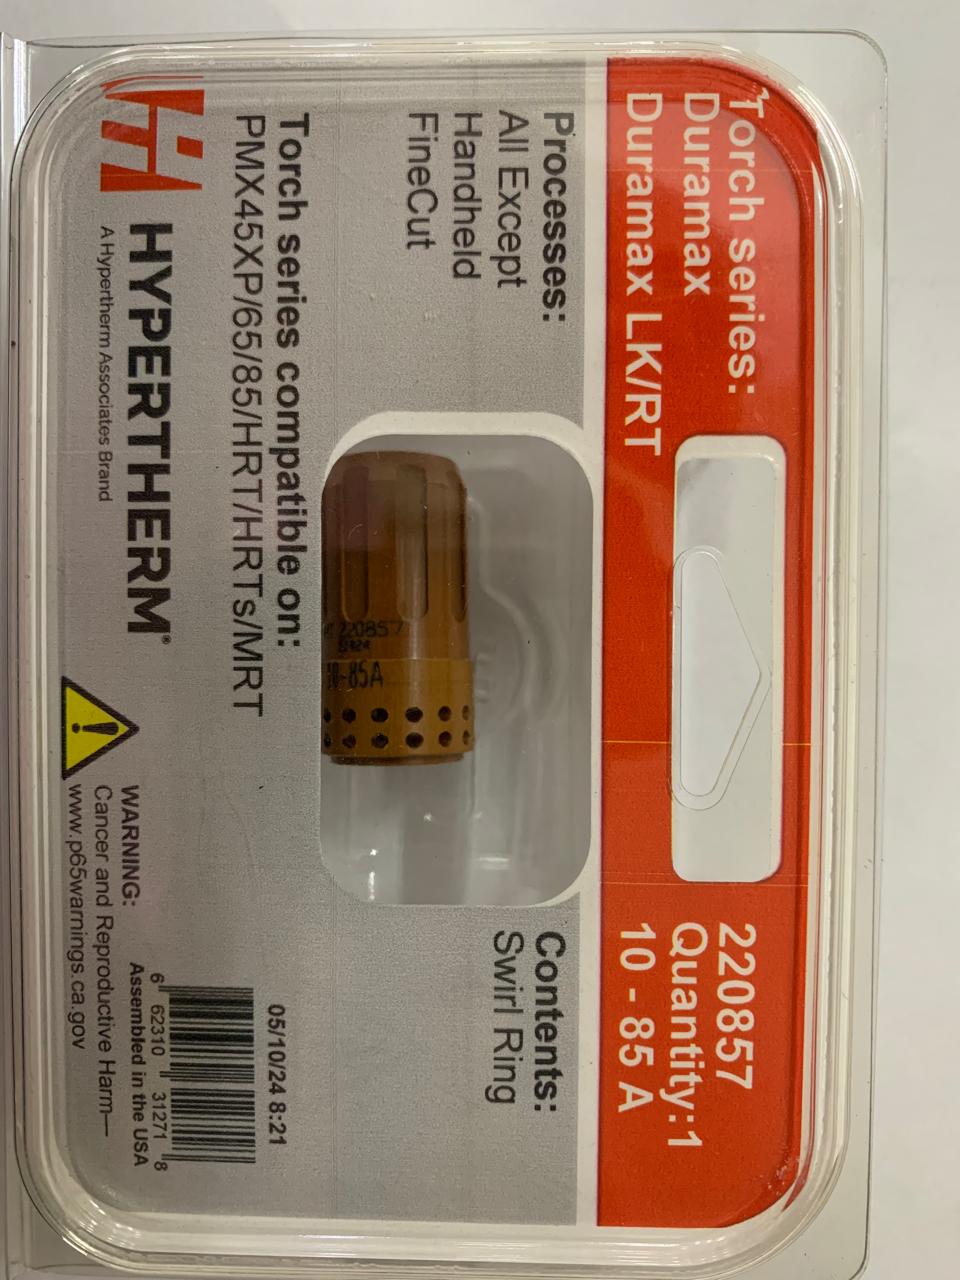 Torch series:
Duramax
Duramax LK/RT
220857
Quantity:1
10 - 85 A
Processes:
All Except
Handheld
FineCut
220857
10-85A
Contents:
Swirl Ring
Torch series compatible on:
PMX45XP/65/85/HRT/HRTs/MRT
05/10/24 8:21
6 62310 31271 8
Assembled in the USA
HYPERTHERM®
A Hypertherm Associates Brand
WARNING:
Cancer and Reproductive Harm—
www.p65warnings.ca.gov